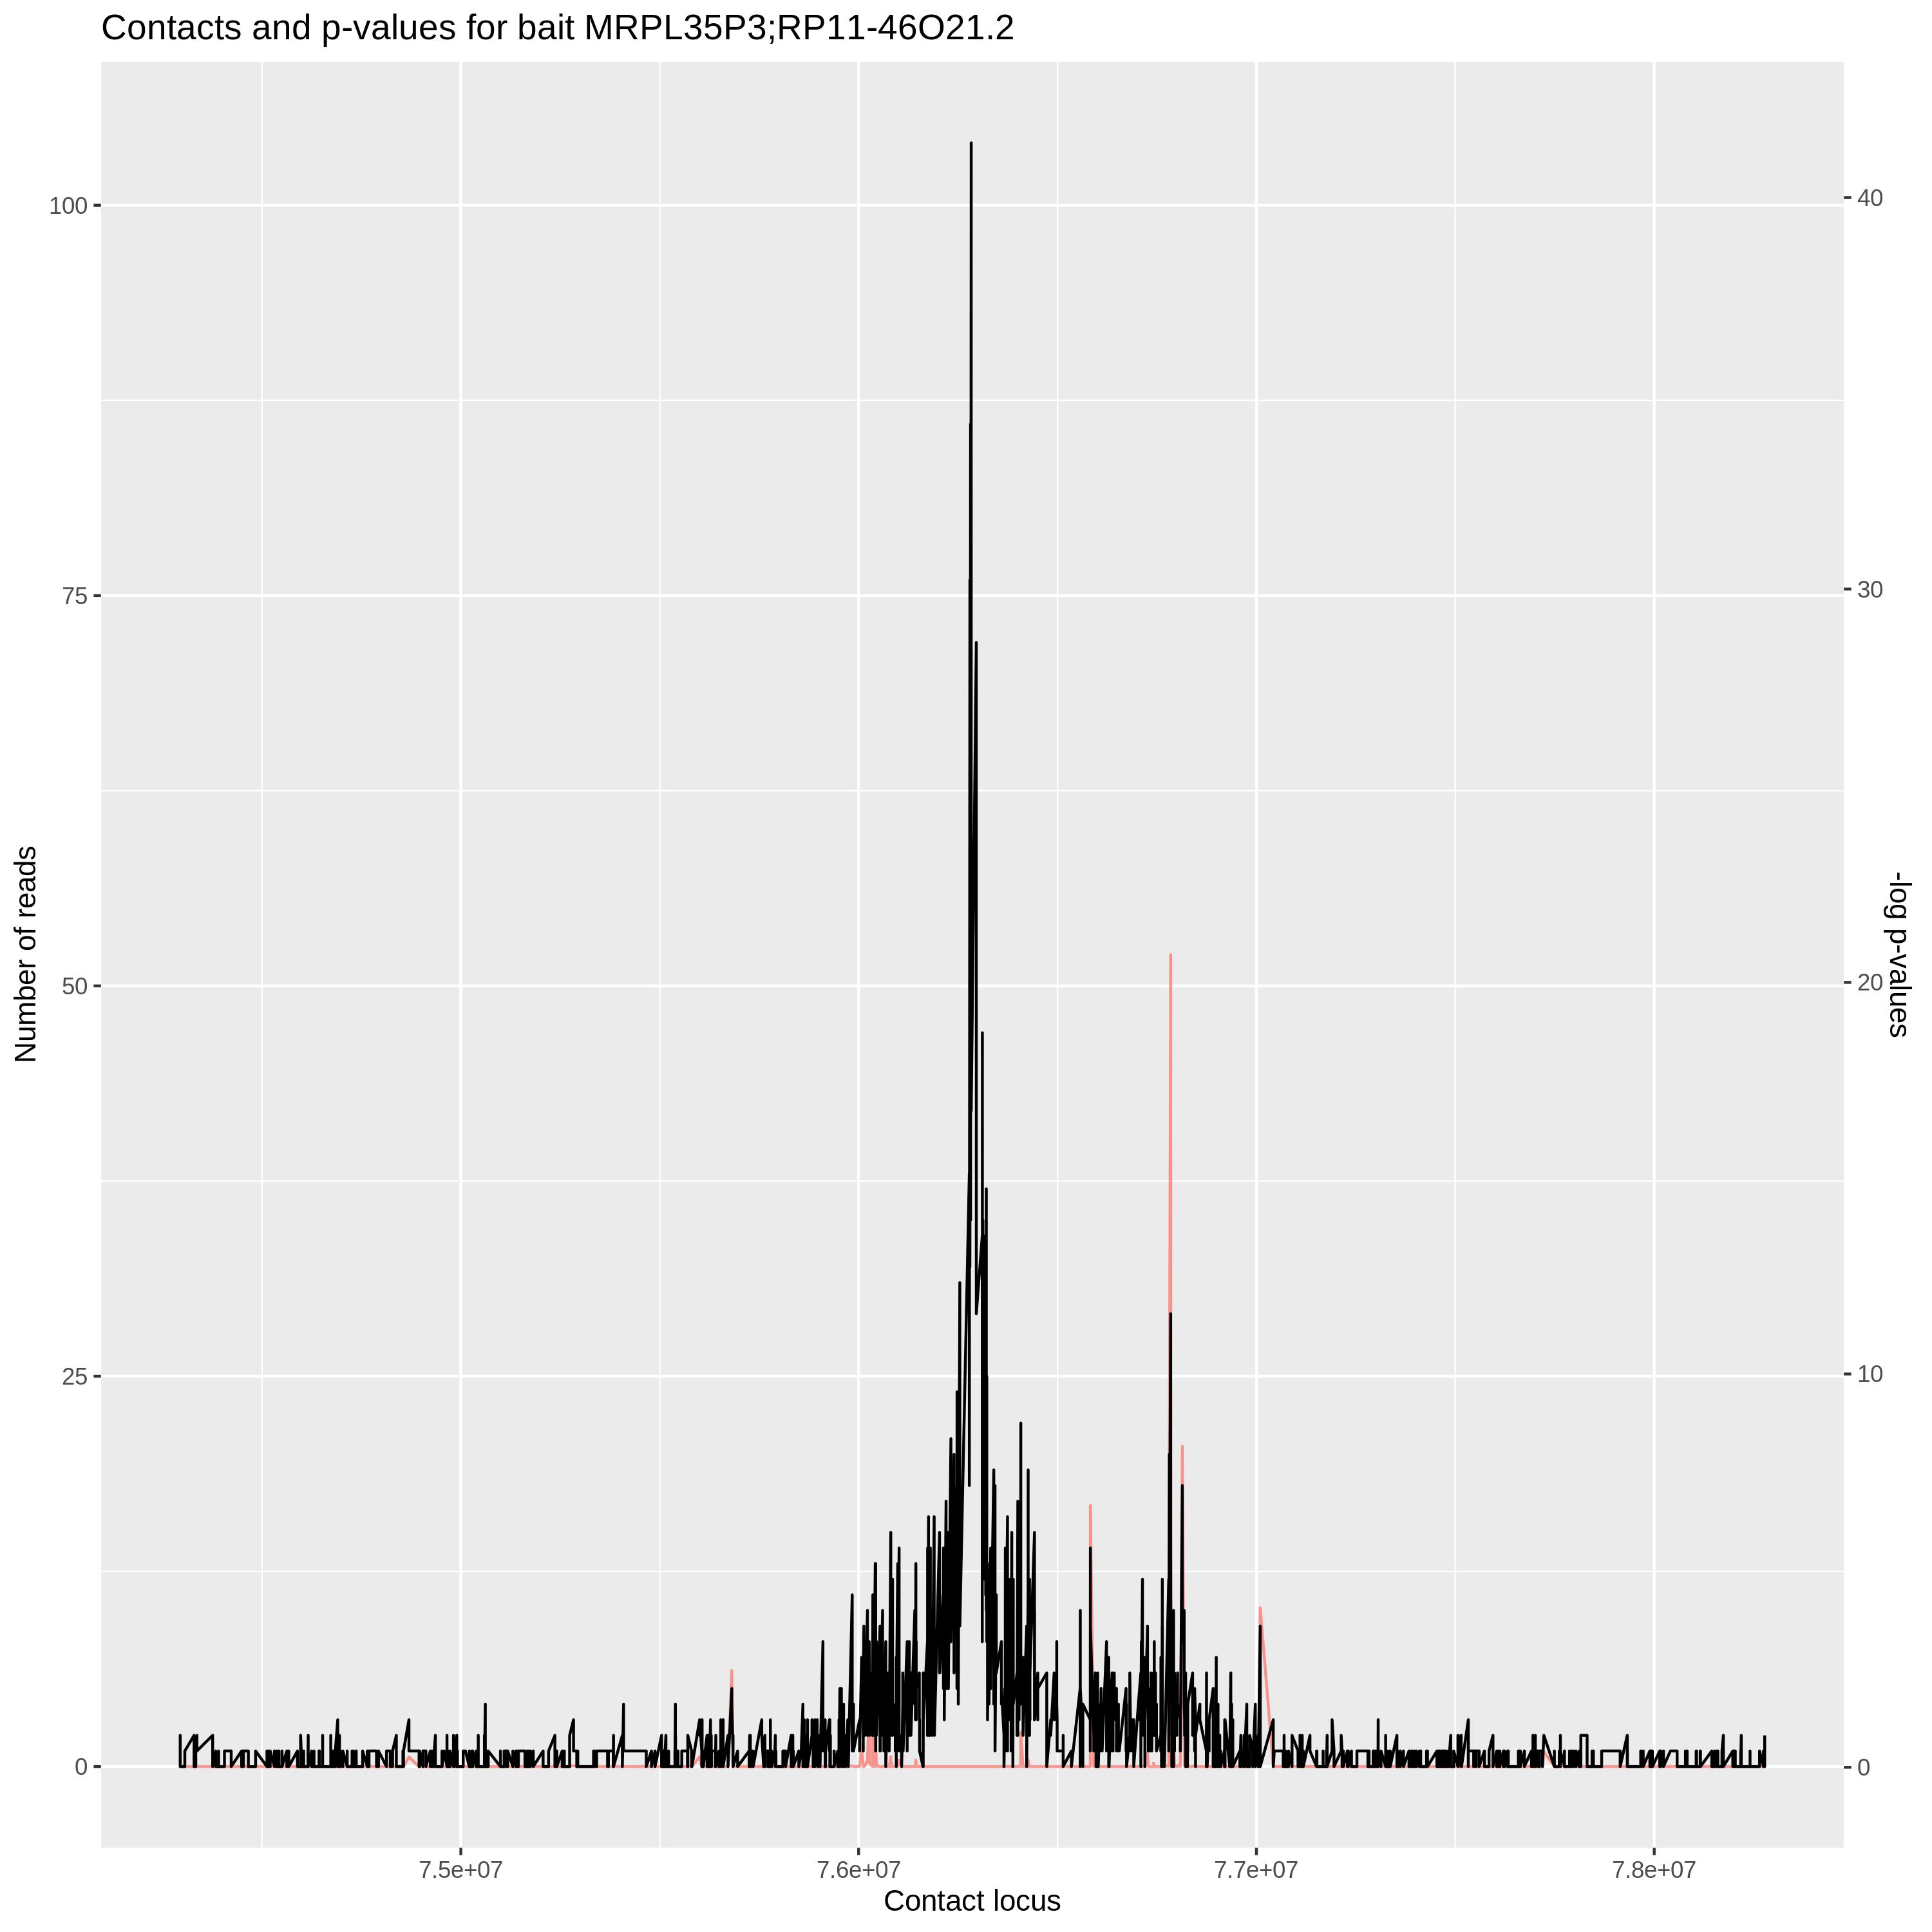 Contacts and p-values for bait MRPL35P3;RP11-46O21.2
100
75
50
25
0
Number of reads
40
30
20
10
0
-log p-values
7.5e+07
7.6e+07
7.7e+07
7.8e+07
Contact locus